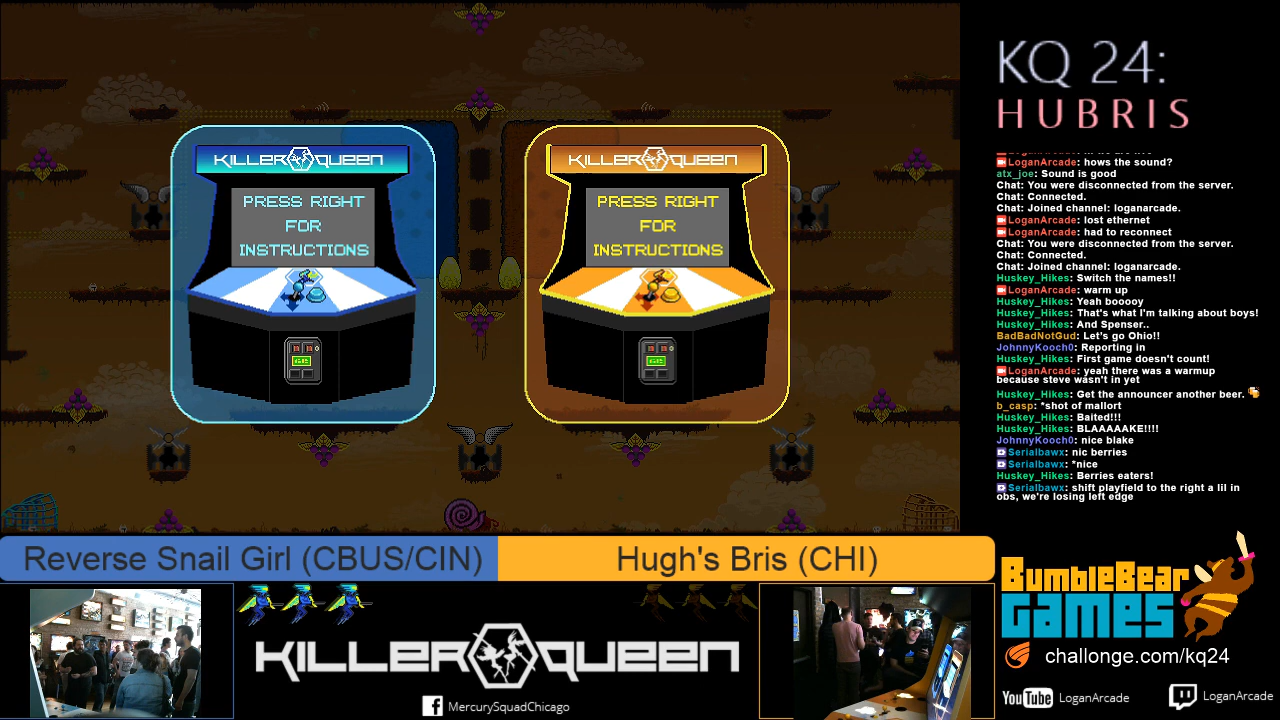 KILLER QUEEN
PRESS RIGHT
FOR
INSTRUCTIONS
KILLER QUEEN
PRESS RIGHT
FOR
INSTRUCTIONS
KQ 24:
HUBRIS
LoganArcade: hows the sound?
atx_joe: Sound is good
Chat: You were disconnected from the server.
Chat: Connected.
Chat: Joined channel: loganarcade.
LoganArcade: lost ethernet
LoganArcade: had to reconnect
Chat: You were disconnected from the server.
Chat: Connected.
Chat: Joined channel: loganarcade.
Huskey_Hikes: Switch the names!!
LoganArcade: warm up
Huskey_Hikes: Yeah booooy
Huskey_Hikes: That's what I'm talking about boys!
Huskey_Hikes: And Spenser..
BadBadNotGud: Let's go Ohio!!
JohnnyKooch0: Reporting in
Huskey_Hikes: First game doesn't count!
LoganArcade: yeah there was a warmup
because steve wasn't in yet
Huskey_Hikes: Get the announcer another beer.
b_casp: *shot of mallort
Huskey_Hikes: Baited!!!
Huskey_Hikes: BLAAAAAKE!!!!
JohnnyKooch0: nice blake
Serialbawx: nic berries
Serialbawx: *nice
Huskey_Hikes: Berries eaters!
Serialbawx: shift playfield to the right a lil in
obs, we're losing left edge
Reverse Snail Girl (CBUS/CIN)
Hugh's Bris (CHI)
KILLER QUEEN
MercurySquadChicago
BumbleBear
Games
challonge.com/kq24
YouTube LoganArcade
LoganArcade